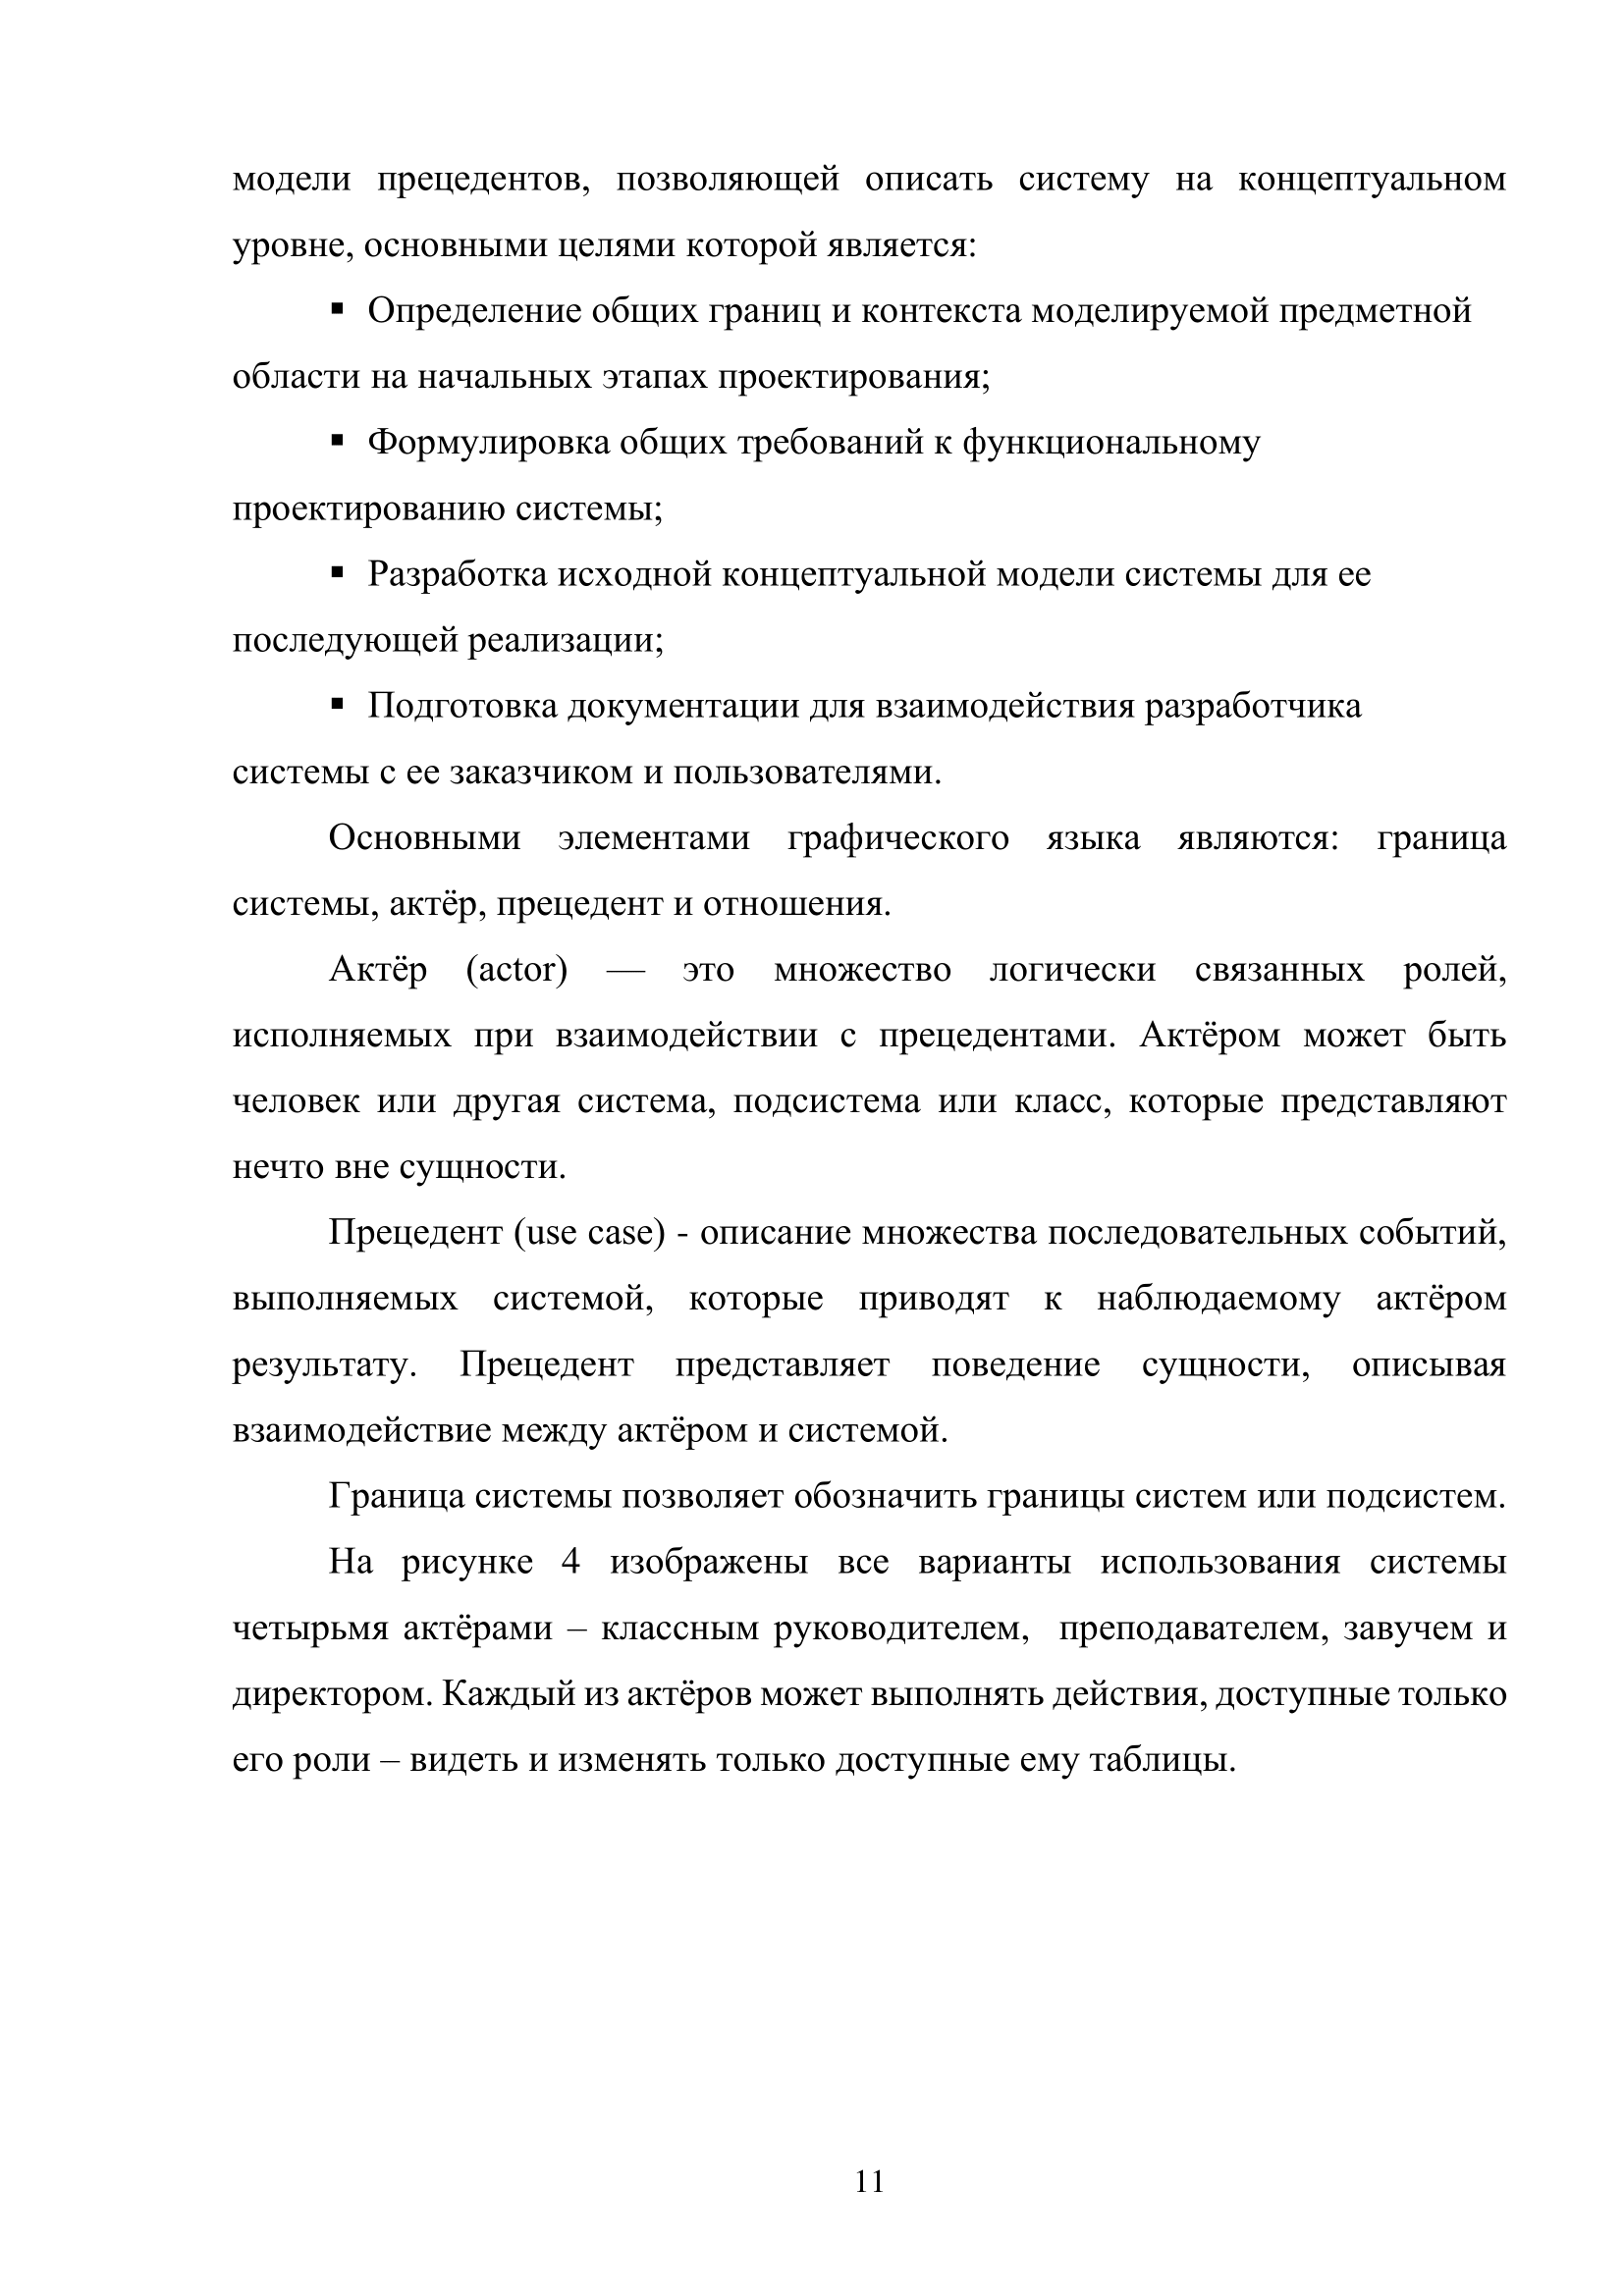 модели прецедентов, позволяющей описать систему на концептуальном
уровне, основными целями которой является:
▪ Определение общих границ и контекста моделируемой предметной
области на начальных этапах проектирования;
▪ Формулировка общих требований к функциональному
проектированию системы;
▪ Разработка исходной концептуальной модели системы для ее
последующей реализации;
▪ Подготовка документации для взаимодействия разработчика
системы с ее заказчиком и пользователями.
Основными элементами графического языка являются: граница
системы, актёр, прецедент и отношения.
Актёр (actor) — это множество логически связанных ролей,
исполняемых при взаимодействии с прецедентами. Актёром может быть
человек или другая система, подсистема или класс, которые представляют
нечто вне сущности.
Прецедент (use case) - описание множества последовательных событий,
выполняемых системой, которые приводят к наблюдаемому актёром
результату. Прецедент представляет поведение сущности, описывая
взаимодействие между актёром и системой.
Граница системы позволяет обозначить границы систем или подсистем.
На рисунке 4 изображены все варианты использования системы
четырьмя актёрами – классным руководителем,  преподавателем, завучем и
директором. Каждый из актёров может выполнять действия, доступные только
его роли – видеть и изменять только доступные ему таблицы.
11